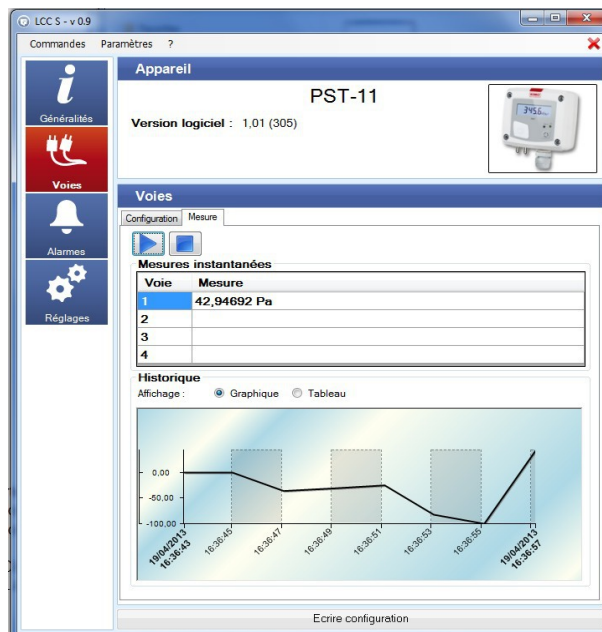 LCC S - v 0.9
Commandes Paramètres ?
Généralités
Voies
Alarmes
Réglages
Appareil
PST-11
Version logiciel : 1,01 (305)
Voies
Configuration Mesure
Mesures instantanées
Voie Mesure
1 42,94692 Pa
2
3
4
Historique
Affichage : Graphique Tableau
0,00
-50,00
-100,00
19/04/2013 16:36:43
16:36:45
16:36:47
16:36:49
16:36:51
16:36:53
16:36:55
19/04/2013 16:36:57
Ecrire configuration